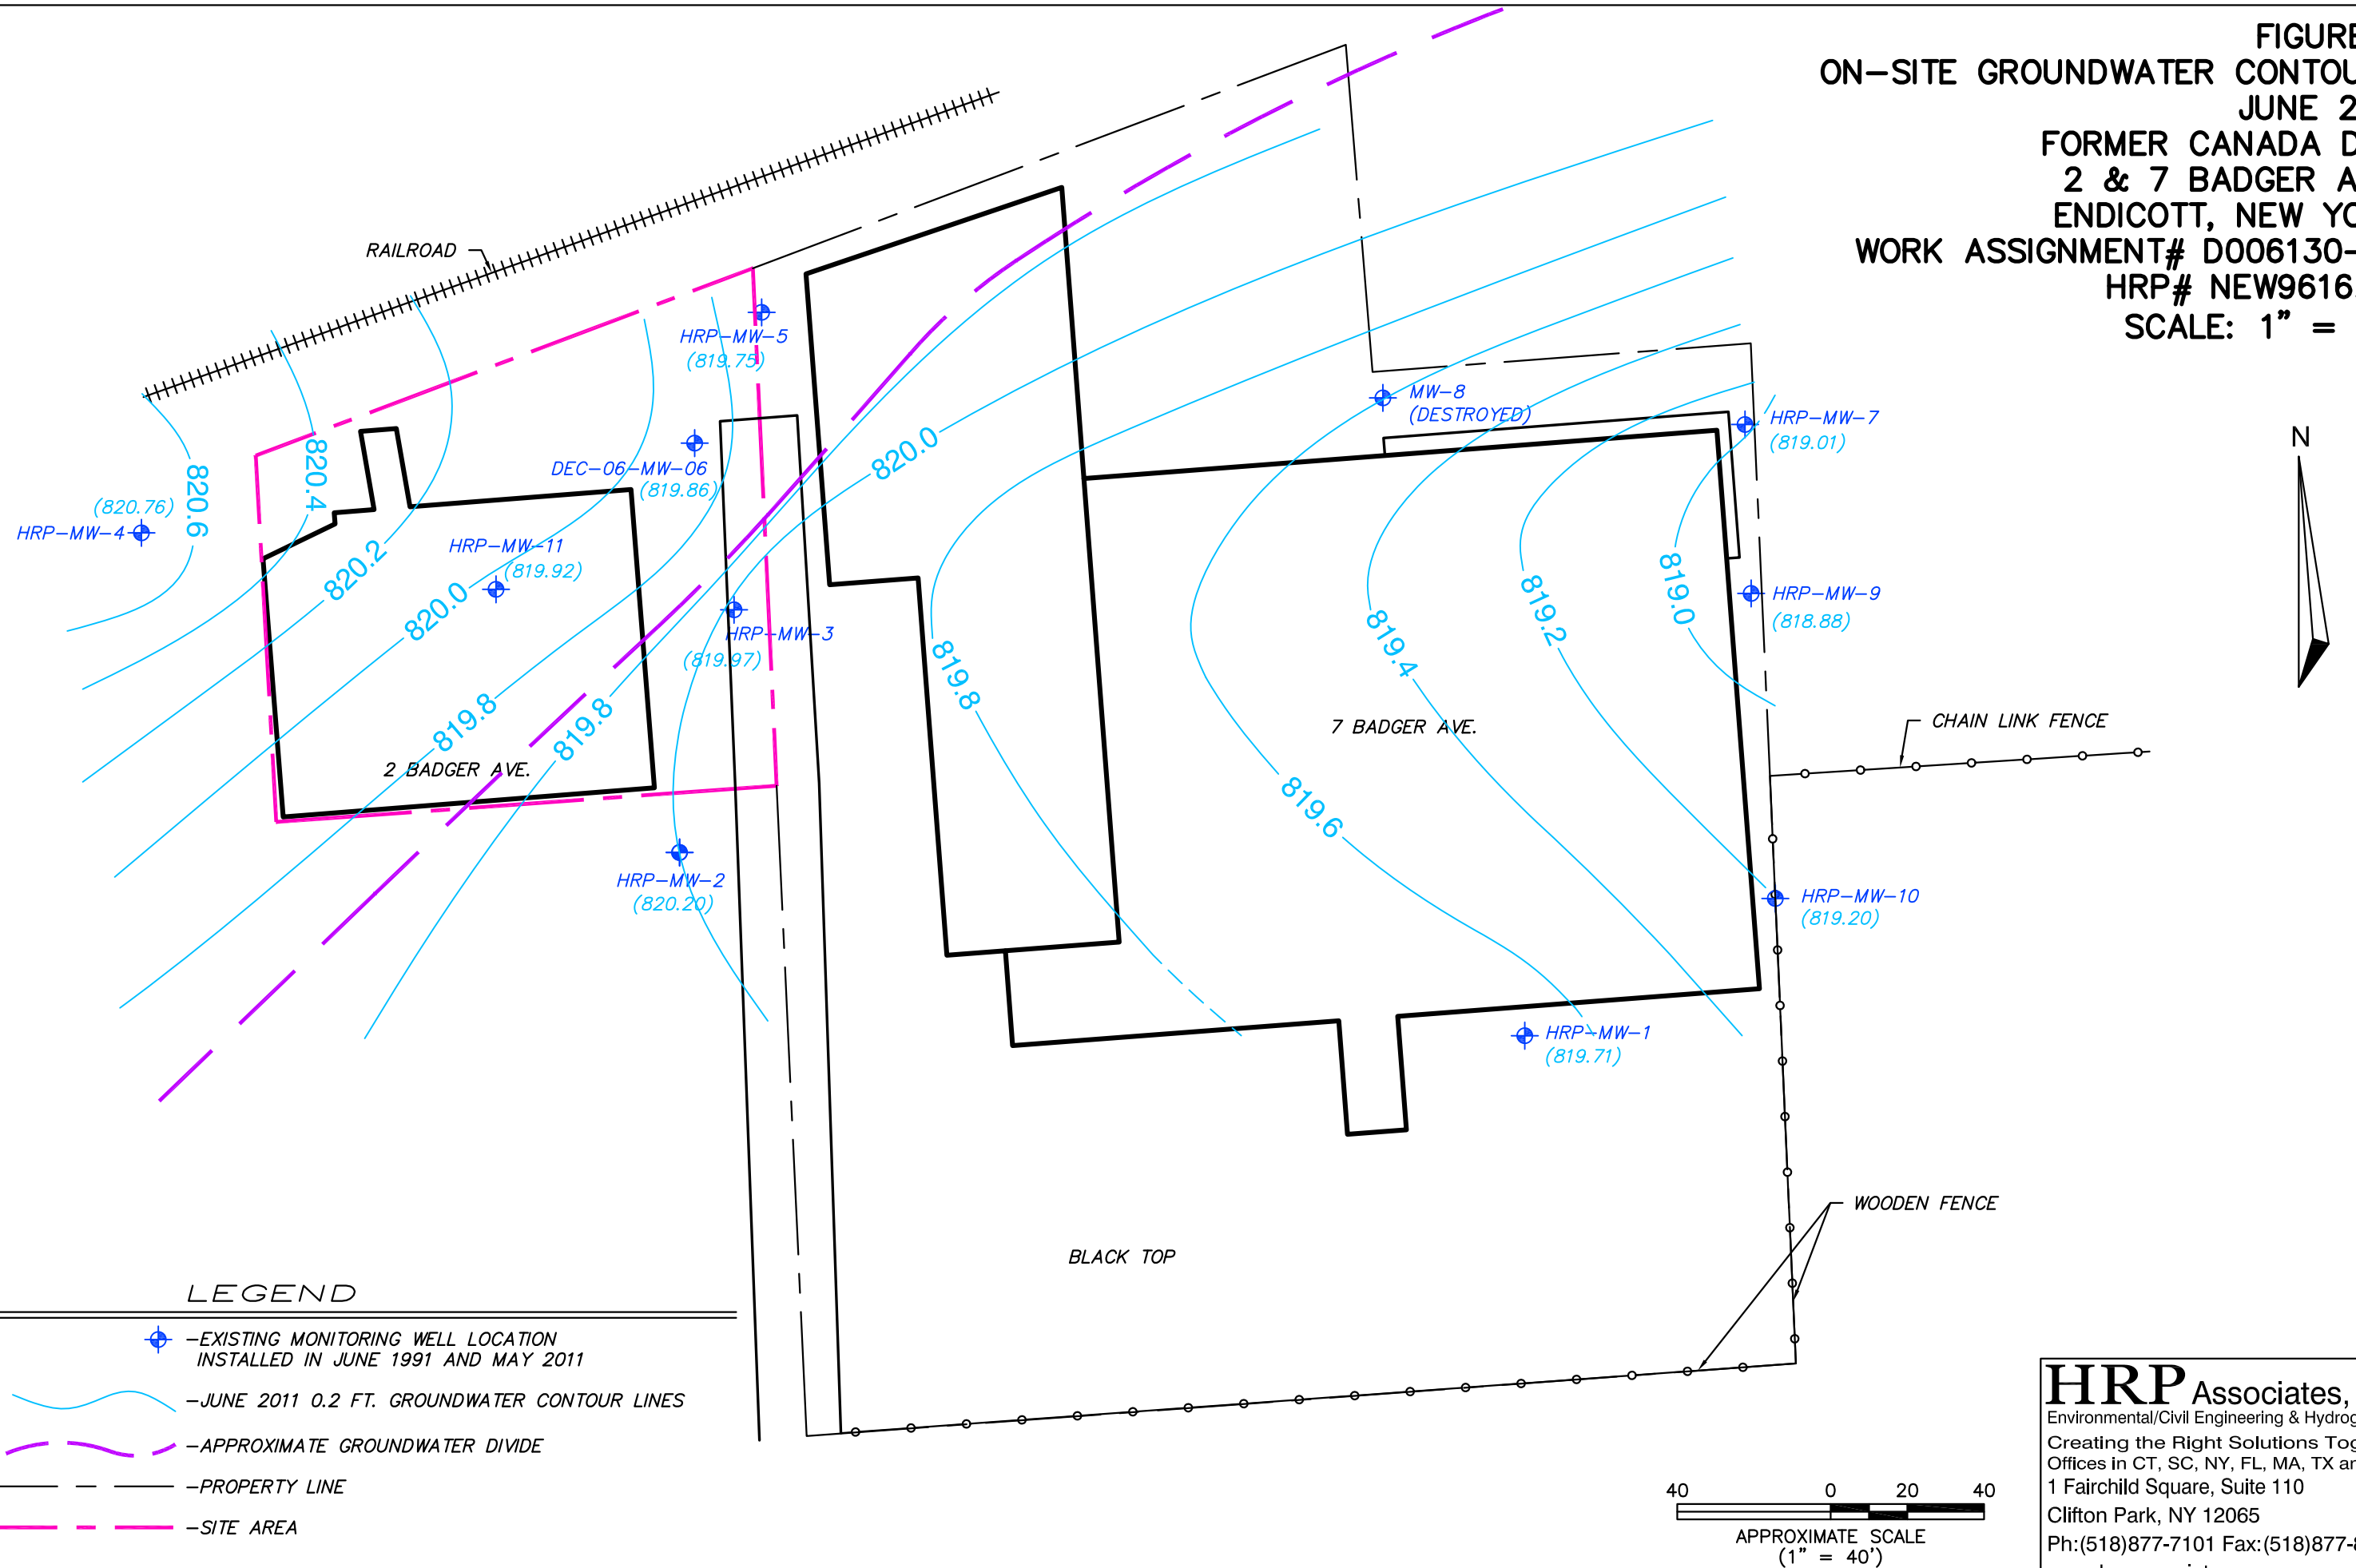 FIGURE
ON-SITE GROUNDWATER CONTOU
JUNE 2
FORMER CANADA D
2 & 7 BADGER A
ENDICOTT, NEW YO
WORK ASSIGNMENT# D006130-
HRP# NEW9616.
SCALE: 1" =
RAILROAD
HRP-MW-5
(819.75)
MW-8
(DESTROYED)
HRP-MW-7
(819.01)
N
820.0
820.4
820.6
DEC-06-MW-06
(819.86)
(820.76)
HRP-MW-4
HRP-MW-11
(819.92)
820.2
820.0
819.0
819.2
819.4
HRP-MW-9
(818.88)
HRP-MW-3
(819.97)
819.8
819.8
819.8
7 BADGER AVE.
CHAIN LINK FENCE
2 BADGER AVE.
819.6
HRP-MW-2
(820.20)
HRP-MW-10
(819.20)
HRP-MW-1
(819.71)
WOODEN FENCE
BLACK TOP
LEGEND
-EXISTING MONITORING WELL LOCATION
INSTALLED IN JUNE 1991 AND MAY 2011
-JUNE 2011 0.2 FT. GROUNDWATER CONTOUR LINES
-APPROXIMATE GROUNDWATER DIVIDE
-PROPERTY LINE
-SITE AREA
40 0 20 40
APPROXIMATE SCALE
(1" = 40')
HRP Associates,
Environmental/Civil Engineering & Hydrog
Creating the Right Solutions Tog
Offices in CT, SC, NY, FL, MA, TX an
1 Fairchild Square, Suite 110
Clifton Park, NY 12065
Ph:(518)877-7101 Fax:(518)877-8